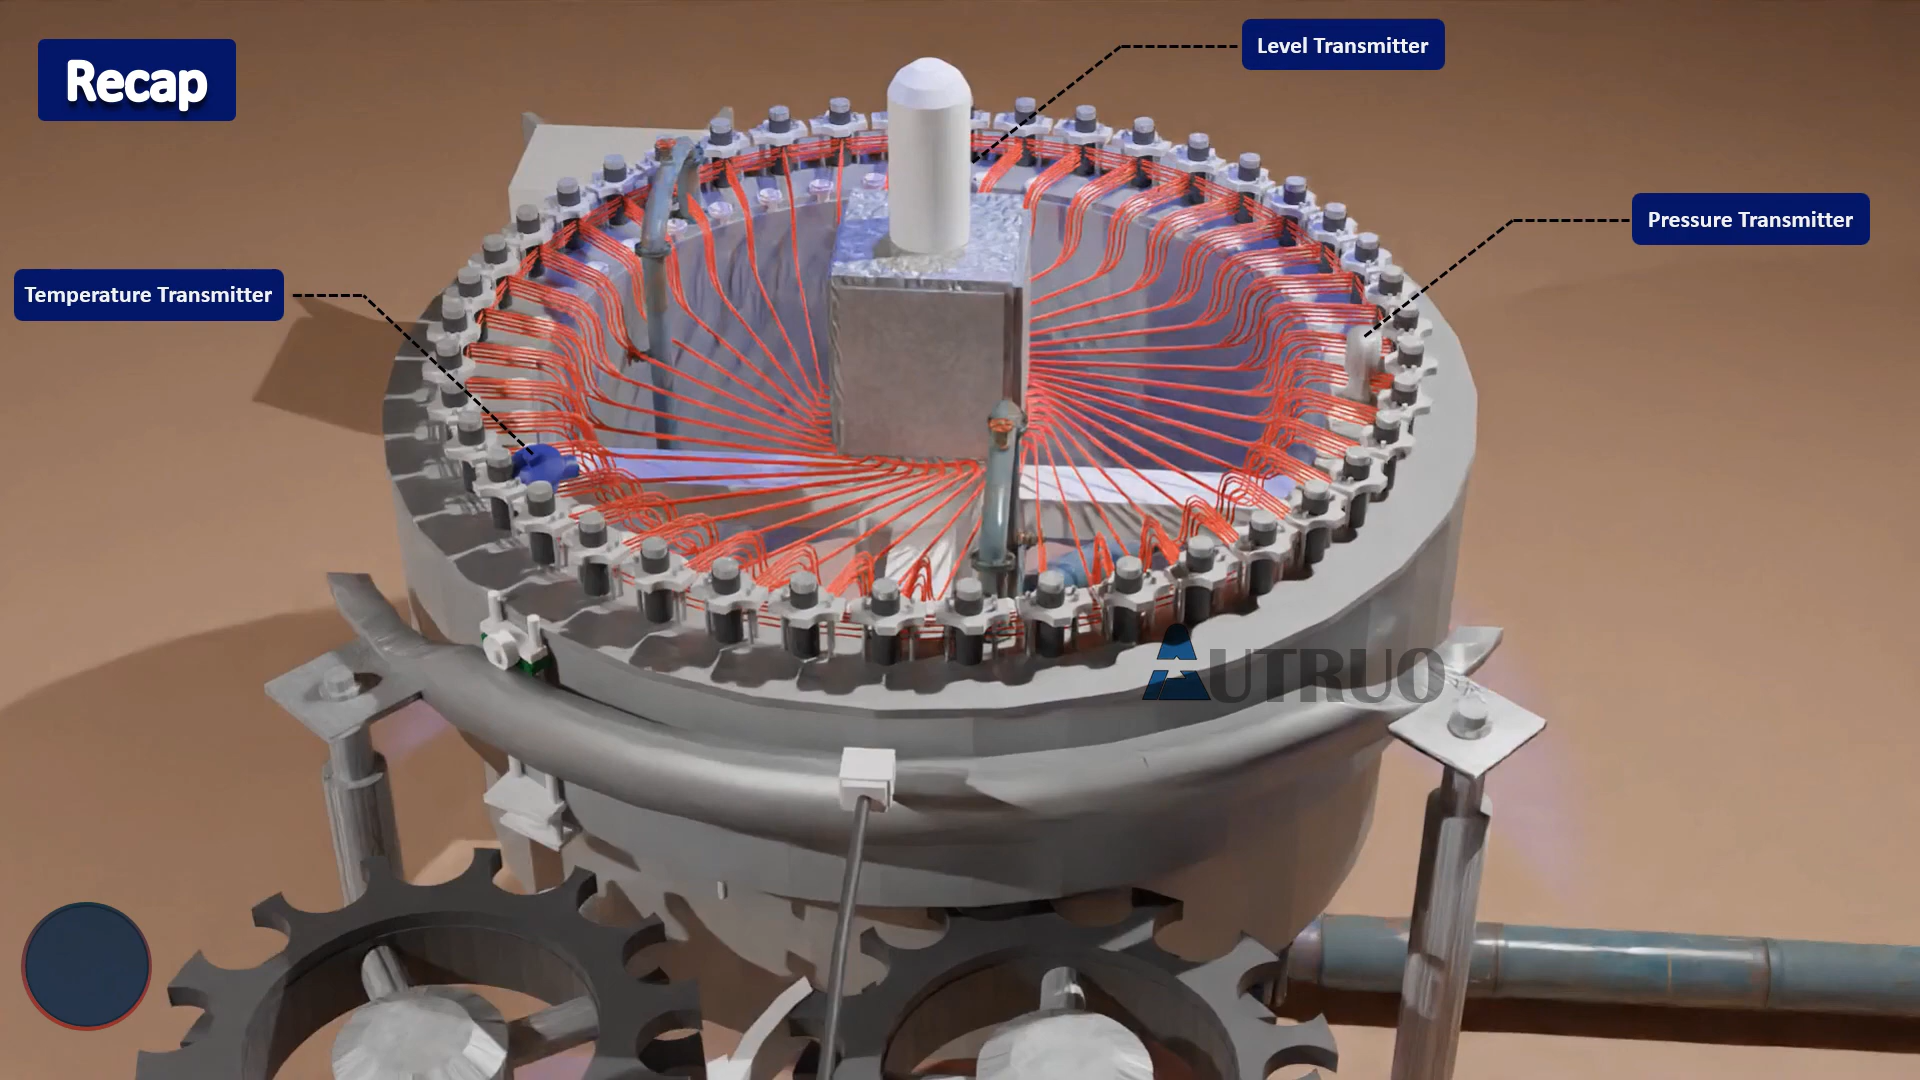 Recap
Level Transmitter
Pressure Transmitter
Temperature Transmitter
AUTRUO